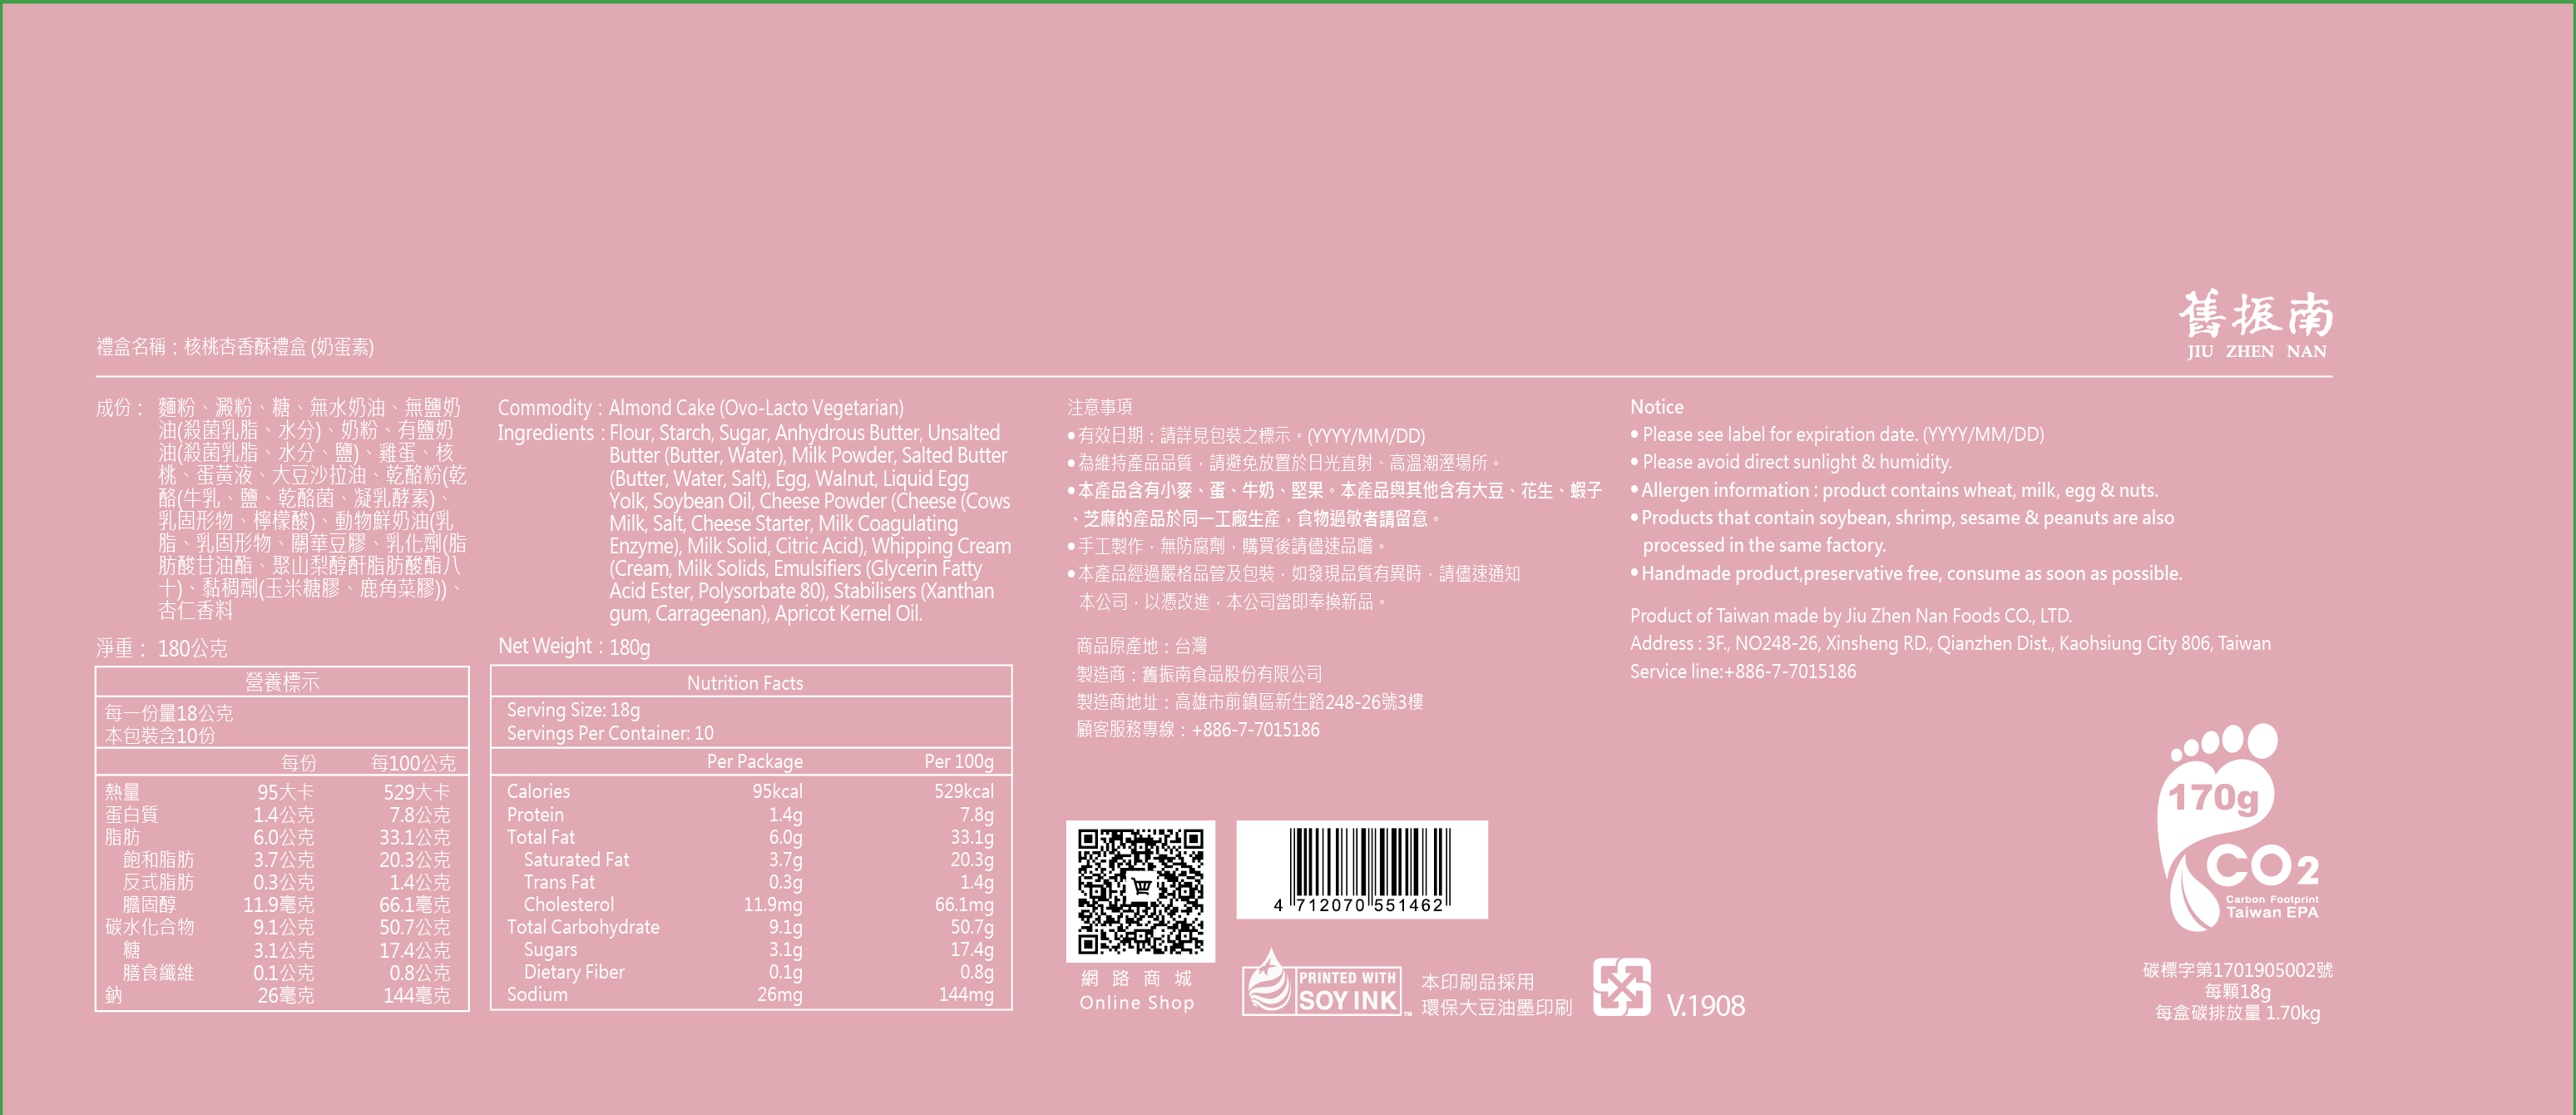 舊振南
JIU ZHEN NAN
禮盒名稱：核桃杏香酥禮盒 (奶蛋素)
成份： 麵粉、澱粉、糖、無水奶油、無鹽奶
油(殺菌乳脂、水分)、奶粉、有鹽奶
油(殺菌乳脂、水分、鹽)、雞蛋、核
桃、蛋黃液、大豆沙拉油、乾酪粉(乾
酪(牛乳、鹽、乾酪菌、凝乳酵素)、
乳固形物、檸檬酸)、動物鮮奶油(乳
脂、乳固形物、關華豆膠、乳化劑(脂
肪酸甘油酯、聚山梨醇酐脂肪酸酯八
十)、黏稠劑(玉米糖膠、鹿角菜膠))、
杏仁香料
淨重： 180公克
營養標示
每一份量18公克
本包裝含10份
每份 每100公克
熱量 95大卡 529大卡
蛋白質 1.4公克 7.8公克
脂肪 6.0公克 33.1公克
飽和脂肪 3.7公克 20.3公克
反式脂肪 0.3公克 1.4公克
膽固醇 11.9毫克 66.1毫克
碳水化合物 9.1公克 50.7公克
糖 3.1公克 17.4公克
膳食纖維 0.1公克 0.8公克
鈉 26毫克 144毫克
Commodity : Almond Cake (Ovo-Lacto Vegetarian)
Ingredients : Flour, Starch, Sugar, Anhydrous Butter, Unsalted
Butter (Butter, Water), Milk Powder, Salted Butter
(Butter, Water, Salt), Egg, Walnut, Liquid Egg
Yolk, Soybean Oil, Cheese Powder (Cheese (Cows
Milk, Salt, Cheese Starter, Milk Coagulating
Enzyme), Milk Solid, Citric Acid), Whipping Cream
(Cream, Milk Solids, Emulsifiers (Glycerin Fatty
Acid Ester, Polysorbate 80), Stabilisers (Xanthan
gum, Carrageenan), Apricot Kernel Oil.
Net Weight : 180g
Nutrition Facts
Serving Size: 18g
Servings Per Container: 10
Per Package Per 100g
Calories 95kcal 529kcal
Protein 1.4g 7.8g
Total Fat 6.0g 33.1g
Saturated Fat 3.7g 20.3g
Trans Fat 0.3g 1.4g
Cholesterol 11.9mg 66.1mg
Total Carbohydrate 9.1g 50.7g
Sugars 3.1g 17.4g
Dietary Fiber 0.1g 0.8g
Sodium 26mg 144mg
注意事項
● 有效日期：請詳見包裝之標示。(YYYY/MM/DD)
● 為維持產品品質，請避免放置於日光直射、高溫潮溼場所。
● 本產品含有小麥、蛋、牛奶、堅果。本產品與其他含有大豆、花生、蝦子
、芝麻的產品於同一工廠生產，食物過敏者請留意。
● 手工製作，無防腐劑，購買後請儘速品嚐。
● 本產品經過嚴格品管及包裝，如發現品質有異時，請儘速通知
本公司，以憑改進，本公司當即奉換新品。
商品原產地：台灣
製造商：舊振南食品股份有限公司
製造商地址：高雄市前鎮區新生路248-26號3樓
顧客服務專線：+886-7-7015186
網路商城
Online Shop
4 712070 551462
PRINTED WITH
SOY INK™
本印刷品採用
環保大豆油墨印刷
V.1908
Notice
● Please see label for expiration date. (YYYY/MM/DD)
● Please avoid direct sunlight & humidity.
● Allergen information : product contains wheat, milk, egg & nuts.
● Products that contain soybean, shrimp, sesame & peanuts are also
processed in the same factory.
● Handmade product,preservative free, consume as soon as possible.
Product of Taiwan made by Jiu Zhen Nan Foods CO., LTD.
Address : 3F., NO248-26, Xinsheng RD., Qianzhen Dist., Kaohsiung City 806, Taiwan
Service line:+886-7-7015186
170g
CO2
Carbon Footprint
Taiwan EPA
碳標字第1701905002號
每顆18g
每盒碳排放量 1.70kg